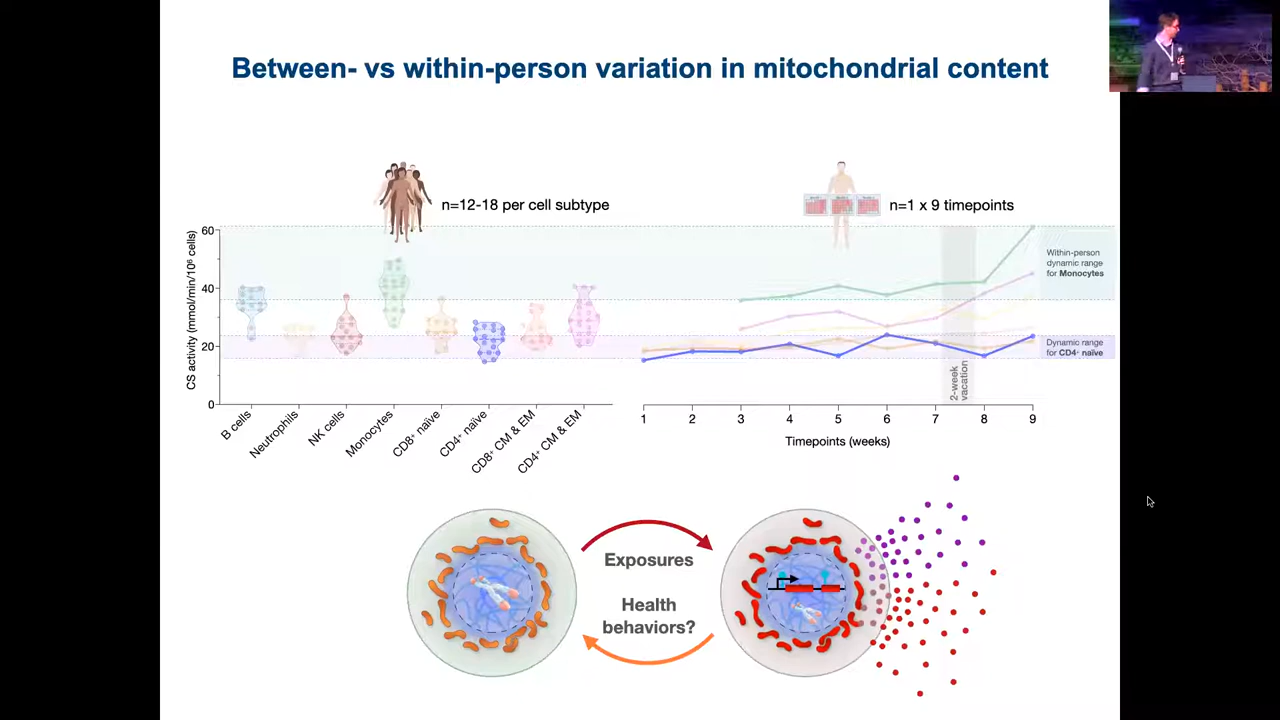 Between- vs within-person variation in mitochondrial content
n=12-18 per cell subtype
n=1 x 9 timepoints
CS activity (mmol/min/10⁶ cells)
60
40
20
0
B cells
Neutrophils
NK cells
Monocytes
CD8⁺ naïve
CD4⁺ naïve
CD8⁺ CM & EM
CD4⁺ CM & EM
Within-person
dynamic range
for Monocytes
Dynamic range
for CD4⁺ naïve
2-week
vacation
1 2 3 4 5 6 7 8 9
Timepoints (weeks)
Exposures
Health
behaviors?